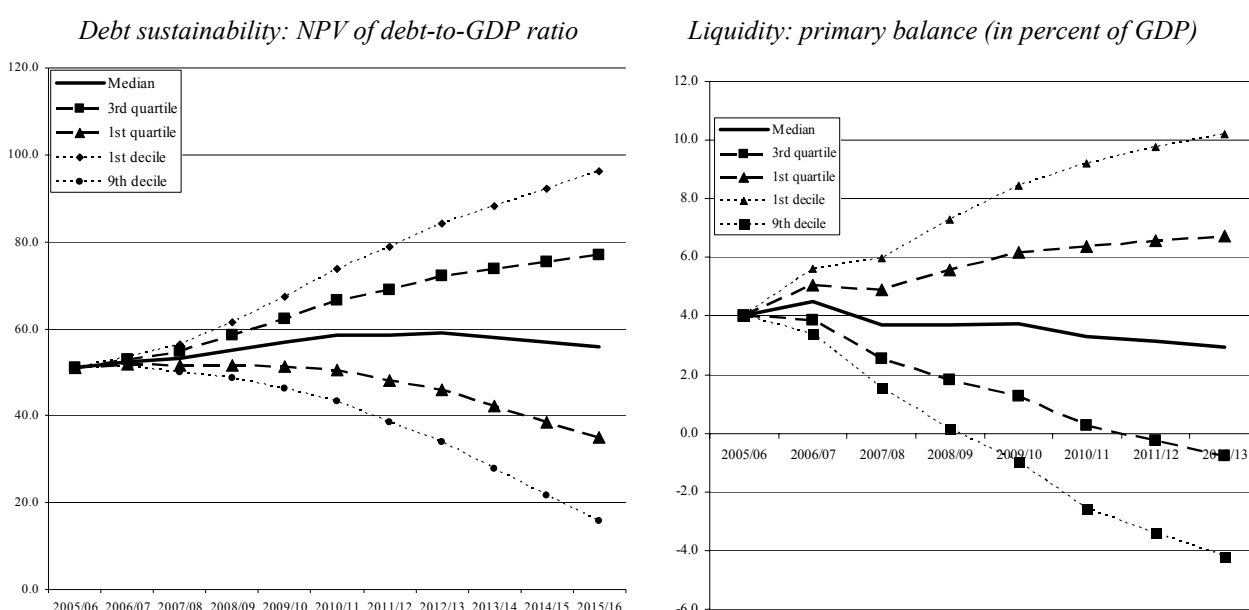 Debt sustainability: NPV of debt-to-GDP ratio
120.0
Median
3rd quartile
1st quartile
1st decile
9th decile
100.0
80.0
60.0
40.0
20.0
0.0
2005/06 2006/07 2007/08 2008/09 2009/10 2010/11 2011/12 2012/13 2013/14 2014/15 2015/16
Liquidity: primary balance (in percent of GDP)
12.0
Median
3rd quartile
1st quartile
1st decile
9th decile
10.0
8.0
6.0
4.0
2.0
0.0
2005/06 2006/07 2007/08 2008/09 2009/10 2010/11 2011/12 2012/13
-2.0
-4.0
-6.0